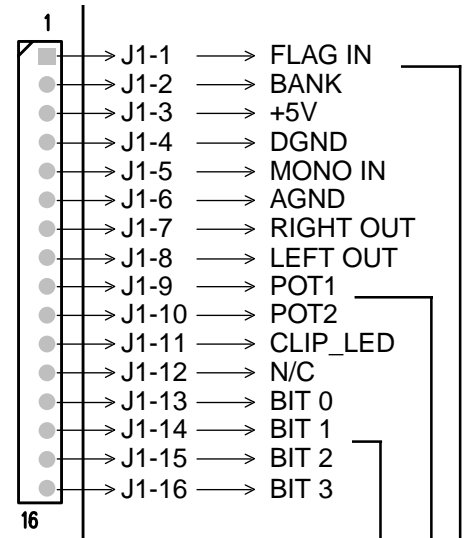 1
J1-1 FLAG IN
J1-2 BANK
J1-3 +5V
J1-4 DGND
J1-5 MONO IN
J1-6 AGND
J1-7 RIGHT OUT
J1-8 LEFT OUT
J1-9 POT1
J1-10 POT2
J1-11 CLIP_LED
J1-12 N/C
J1-13 BIT 0
J1-14 BIT 1
J1-15 BIT 2
J1-16 BIT 3
16